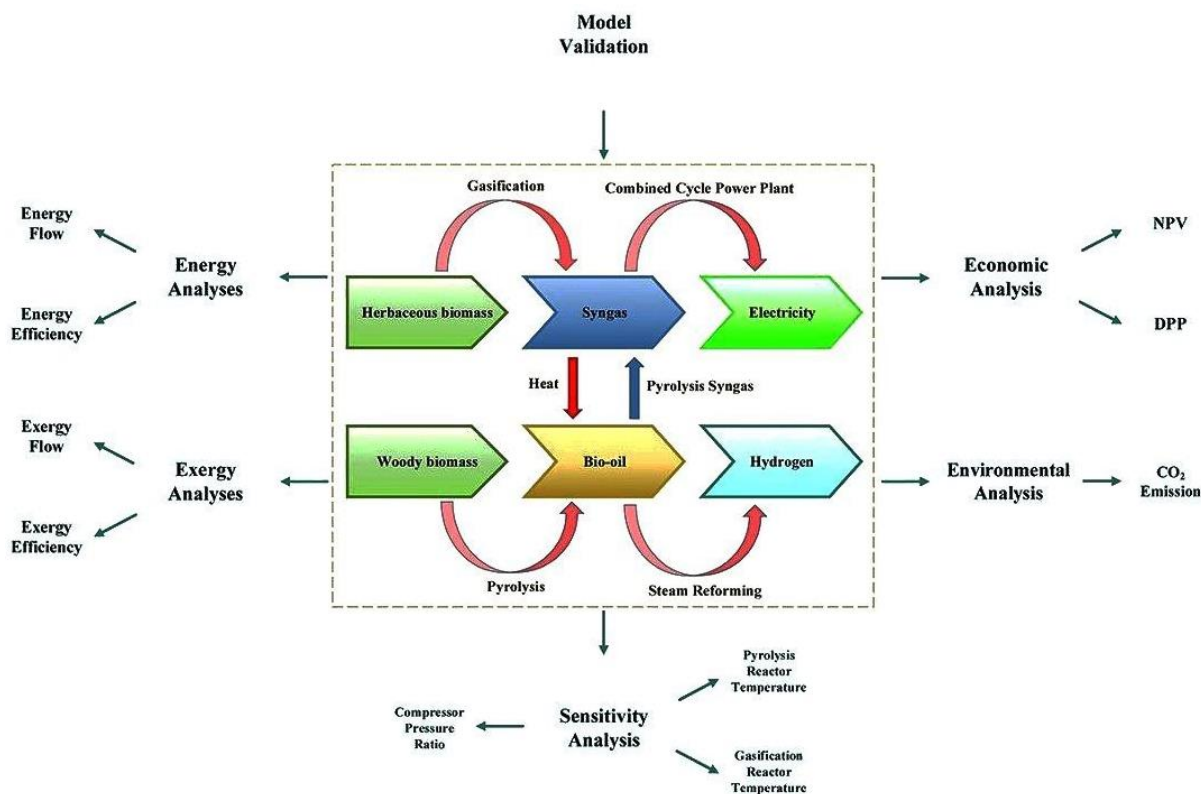 Model
Validation
Gasification
Combined Cycle Power Plant
Energy
Flow
Energy
Analyses
Energy
Efficiency
Herbaceous biomass
Syngas
Electricity
Economic
Analysis
NPV
DPP
Heat
Pyrolysis Syngas
Exergy
Flow
Exergy
Analyses
Exergy
Efficiency
Woody biomass
Bio-oil
Hydrogen
Environmental
Analysis
CO₂
Emission
Pyrolysis
Steam Reforming
Sensitivity
Analysis
Compressor
Pressure
Ratio
Pyrolysis
Reactor
Temperature
Gasification
Reactor
Temperature